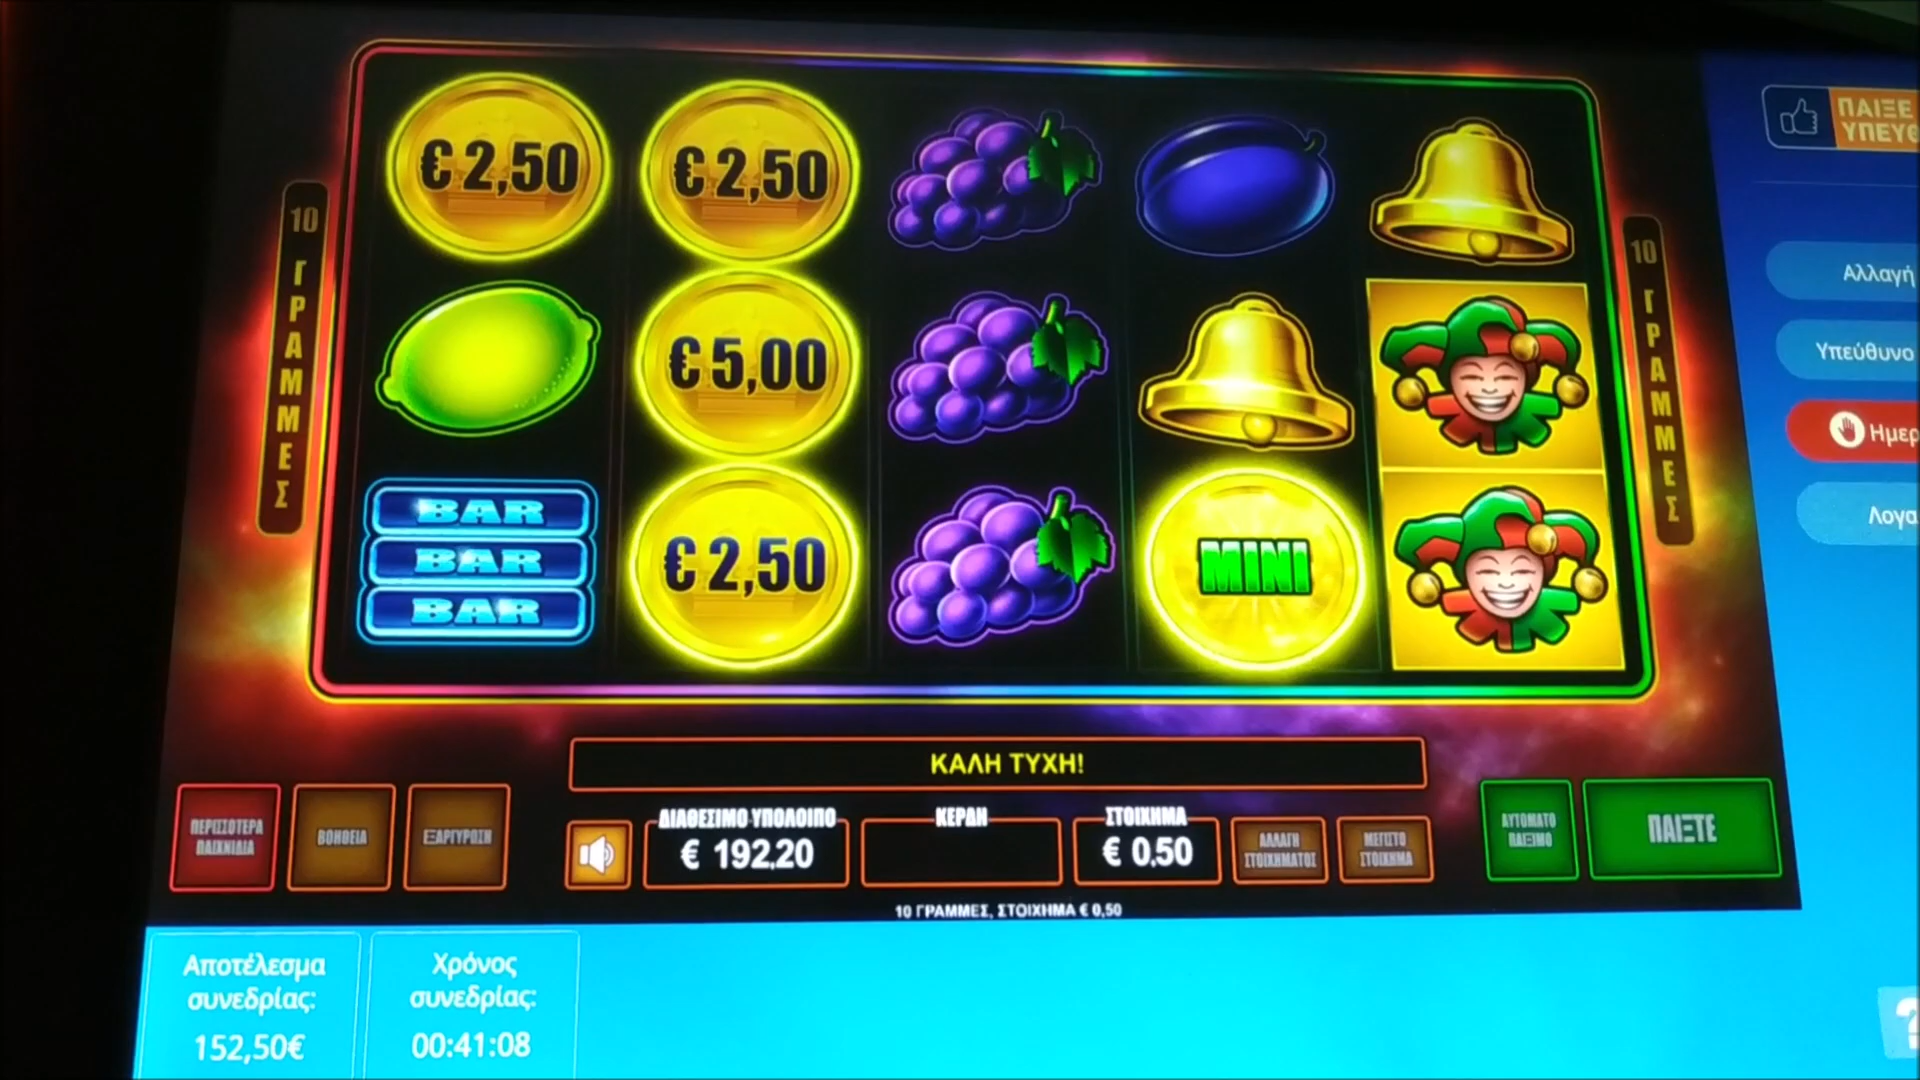 € 2,50
€ 2,50
10 ΓΡΑΜΜΕΣ
€ 5,00
10 ΓΡΑΜΜΕΣ
BAR
BAR
BAR
€ 2,50
MINI
ΠΑΙΞΕ
Αλλαγή
Υπεύθυνο
ΚΑΛΗ ΤΥΧΗ!
ΠΕΡΙΣΣΟΤΕΡΑ
ΠΑΙΧΝΙΔΙΑ
ΒΟΗΘΕΙΑ
ΕΞΑΡΓΥΡΩΣΗ
ΔΙΑΘΕΣΙΜΟ ΥΠΟΛΟΙΠΟ
€ 192,20
ΚΕΡΔΗ
ΣΤΟΙΧΗΜΑ
€ 0,50
ΑΛΛΑΓΗ
ΣΤΟΙΧΗΜΑΤΟΣ
ΜΕΓΙΣΤΟ
ΣΤΟΙΧΗΜΑ
ΑΥΤΟΜΑΤΟ
ΠΑΙΞΙΜΟ
ΠΑΙΞΤΕ
10 ΓΡΑΜΜΕΣ, ΣΤΟΙΧΗΜΑ € 0,50
Αποτέλεσμα
συνεδρίας:
152,50€
Χρόνος
συνεδρίας:
00:41:08
?